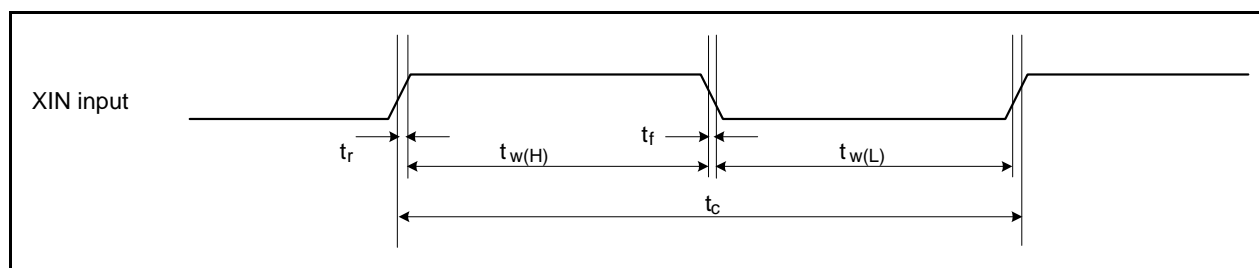 XIN input
tr
tw(H)
tf
tw(L)
tc